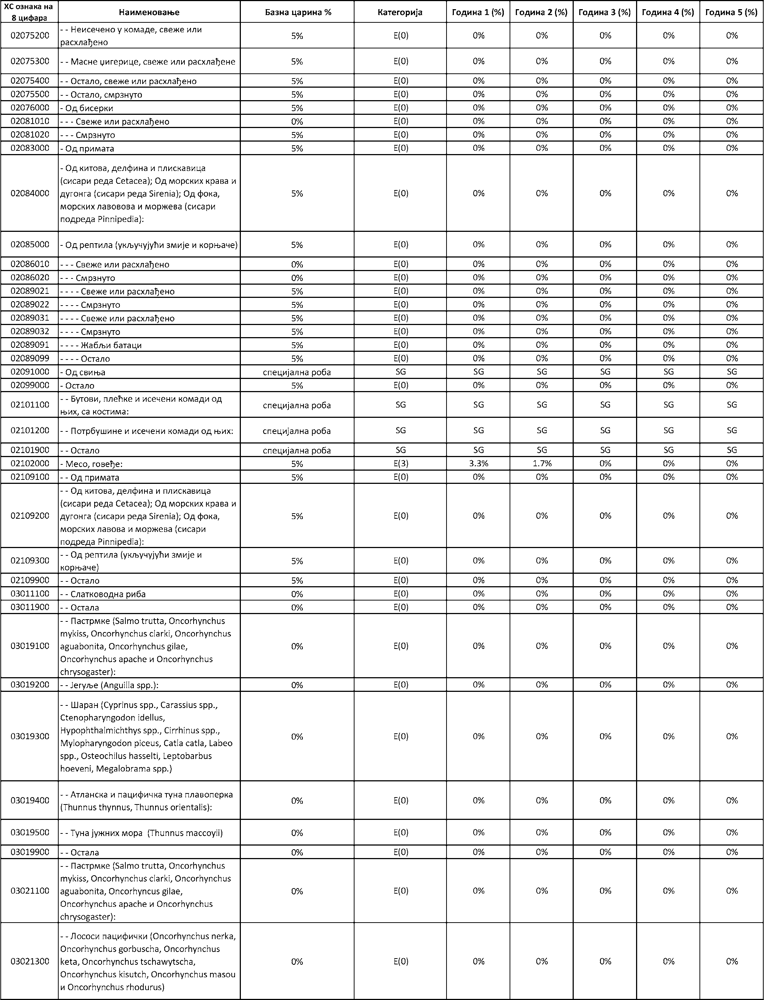 ХС ознака на 8 цифара | Наименовање | Базна царина % | Категорија | Година 1 (%) | Година 2 (%) | Година 3 (%) | Година 4 (%) | Година 5 (%)
02075200 | - - Неисечено у комаде, свеже или расхлађено | 5% | E(0) | 0% | 0% | 0% | 0% | 0%
02075300 | - - Масне џигерице, свеже или расхлађене | 5% | E(0) | 0% | 0% | 0% | 0% | 0%
02075400 | - - Остало, свеже или расхлађено | 5% | E(0) | 0% | 0% | 0% | 0% | 0%
02075500 | - - Остало, смрзнуто | 5% | E(0) | 0% | 0% | 0% | 0% | 0%
02076000 | - Од бисерки | 5% | E(0) | 0% | 0% | 0% | 0% | 0%
02081010 | - - - Свеже или расхлађено | 0% | E(0) | 0% | 0% | 0% | 0% | 0%
02081020 | - - - Смрзнуто | 5% | E(0) | 0% | 0% | 0% | 0% | 0%
02083000 | - Од примата | 5% | E(0) | 0% | 0% | 0% | 0% | 0%
02084000 | - Од китова, делфина и плискавица (сисари реда Cetacea); Од морских крава и дугонга (сисари реда Sirenia); Од фока, морских лавовова и моржева (сисари подреда Pinnipedia): | 5% | E(0) | 0% | 0% | 0% | 0% | 0%
02085000 | - Од рептила (укључујући змије и корњаче) | 5% | E(0) | 0% | 0% | 0% | 0% | 0%
02086010 | - - - Свеже или расхлађено | 0% | E(0) | 0% | 0% | 0% | 0% | 0%
02086020 | - - - Смрзнуто | 0% | E(0) | 0% | 0% | 0% | 0% | 0%
02089021 | - - - - Свеже или расхлађено | 5% | E(0) | 0% | 0% | 0% | 0% | 0%
02089022 | - - - - Смрзнуто | 5% | E(0) | 0% | 0% | 0% | 0% | 0%
02089031 | - - - - Свеже или расхлађено | 5% | E(0) | 0% | 0% | 0% | 0% | 0%
02089032 | - - - - Смрзнуто | 5% | E(0) | 0% | 0% | 0% | 0% | 0%
02089091 | - - - - Жабљи батаци | 5% | E(0) | 0% | 0% | 0% | 0% | 0%
02089099 | - - - - Остало | 5% | E(0) | 0% | 0% | 0% | 0% | 0%
02091000 | - Од свиња | специјална роба | SG | SG | SG | SG | SG | SG
02099000 | - Остало | 5% | E(0) | 0% | 0% | 0% | 0% | 0%
02101100 | - - Бутови, плећке и исечени комади од њих, са костима: | специјална роба | SG | SG | SG | SG | SG | SG
02101200 | - - Потрбушине и исечени комади од њих: | специјална роба | SG | SG | SG | SG | SG | SG
02101900 | - - Остало | специјална роба | SG | SG | SG | SG | SG | SG
02102000 | - Месо, говеђе: | 5% | E(3) | 3.3% | 1.7% | 0% | 0% | 0%
02109100 | - - Од примата | 5% | E(0) | 0% | 0% | 0% | 0% | 0%
02109200 | - - Од китова, делфина и плискавица (сисари реда Cetacea); Од морских крава и дугонга (сисари реда Sirenia); Од фока, морских лавова и моржева (сисари подреда Pinnipedia): | 5% | E(0) | 0% | 0% | 0% | 0% | 0%
02109300 | - - Од рептила (укључујући змије и корњаче) | 5% | E(0) | 0% | 0% | 0% | 0% | 0%
02109900 | - - Остало | 5% | E(0) | 0% | 0% | 0% | 0% | 0%
03011100 | - - Слатководна риба | 0% | E(0) | 0% | 0% | 0% | 0% | 0%
03011900 | - - Остала | 0% | E(0) | 0% | 0% | 0% | 0% | 0%
03019100 | - - Пастрмке (Salmo trutta, Oncorhynchus mykiss, Oncorhynchus clarki, Oncorhynchus aguabonita, Oncorhynchus gilae, Oncorhynchus apache и Oncorhynchus chrysogaster): | 0% | E(0) | 0% | 0% | 0% | 0% | 0%
03019200 | - - Јегуље (Anguilla spp.): | 0% | E(0) | 0% | 0% | 0% | 0% | 0%
03019300 | - - Шаран (Cyprinus spp., Carassius spp., Ctenopharyngodon idellus, Hypophthalmichthys spp., Cirrhinus spp., Mylopharyngodon piceus, Catla catla, Labeo spp., Osteochilus hasselti, Leptobarbus hoeveni, Megalobrama spp.) | 0% | E(0) | 0% | 0% | 0% | 0% | 0%
03019400 | - - Атланска и пацифичка туна плавоперка (Thunnus thynnus, Thunnus orientalis): | 0% | E(0) | 0% | 0% | 0% | 0% | 0%
03019500 | - - Туна јужних мора (Thunnus maccoyii) | 0% | E(0) | 0% | 0% | 0% | 0% | 0%
03019900 | - - Остала | 0% | E(0) | 0% | 0% | 0% | 0% | 0%
03021100 | - - Пастрмке (Salmo trutta, Oncorhynchus mykiss, Oncorhynchus clarki, Oncorhynchus aguabonita, Oncorhyncus gilae, Oncorhynchus apache и Oncorhynchus chrysogaster): | 0% | E(0) | 0% | 0% | 0% | 0% | 0%
03021300 | - - Лососи пацифички (Oncorhynchus nerka, Oncorhynchus gorbuscha, Oncorhynchus keta, Oncorhynchus tschawytscha, Oncorhynchus kisutch, Oncorhynchus masou и Oncorhynchus rhodurus) | 0% | E(0) | 0% | 0% | 0% | 0% | 0%